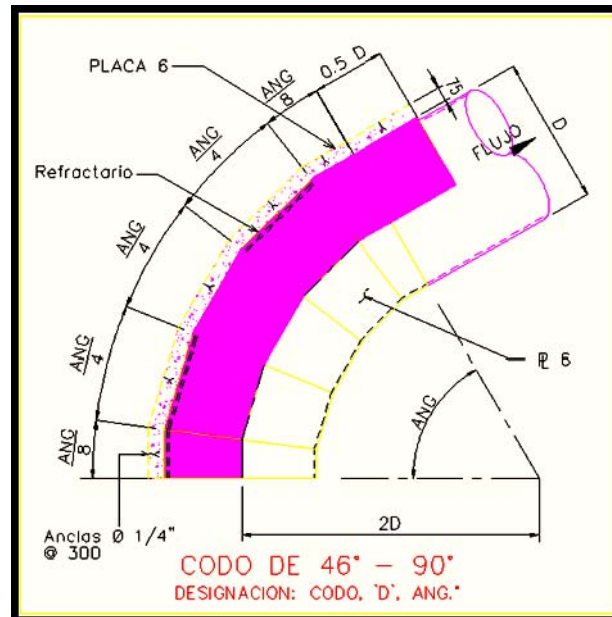 PLACA 6
ANG
8
0.5 D
75
D
FLUJO
ANG
4
Refractario
ANG
4
ANG
4
ANG
8
℄ 6
ANG
2D
Anclas Ø 1/4"
@ 300
CODO DE 46° - 90°
DESIGNACION: CODO, 'D', ANG.°